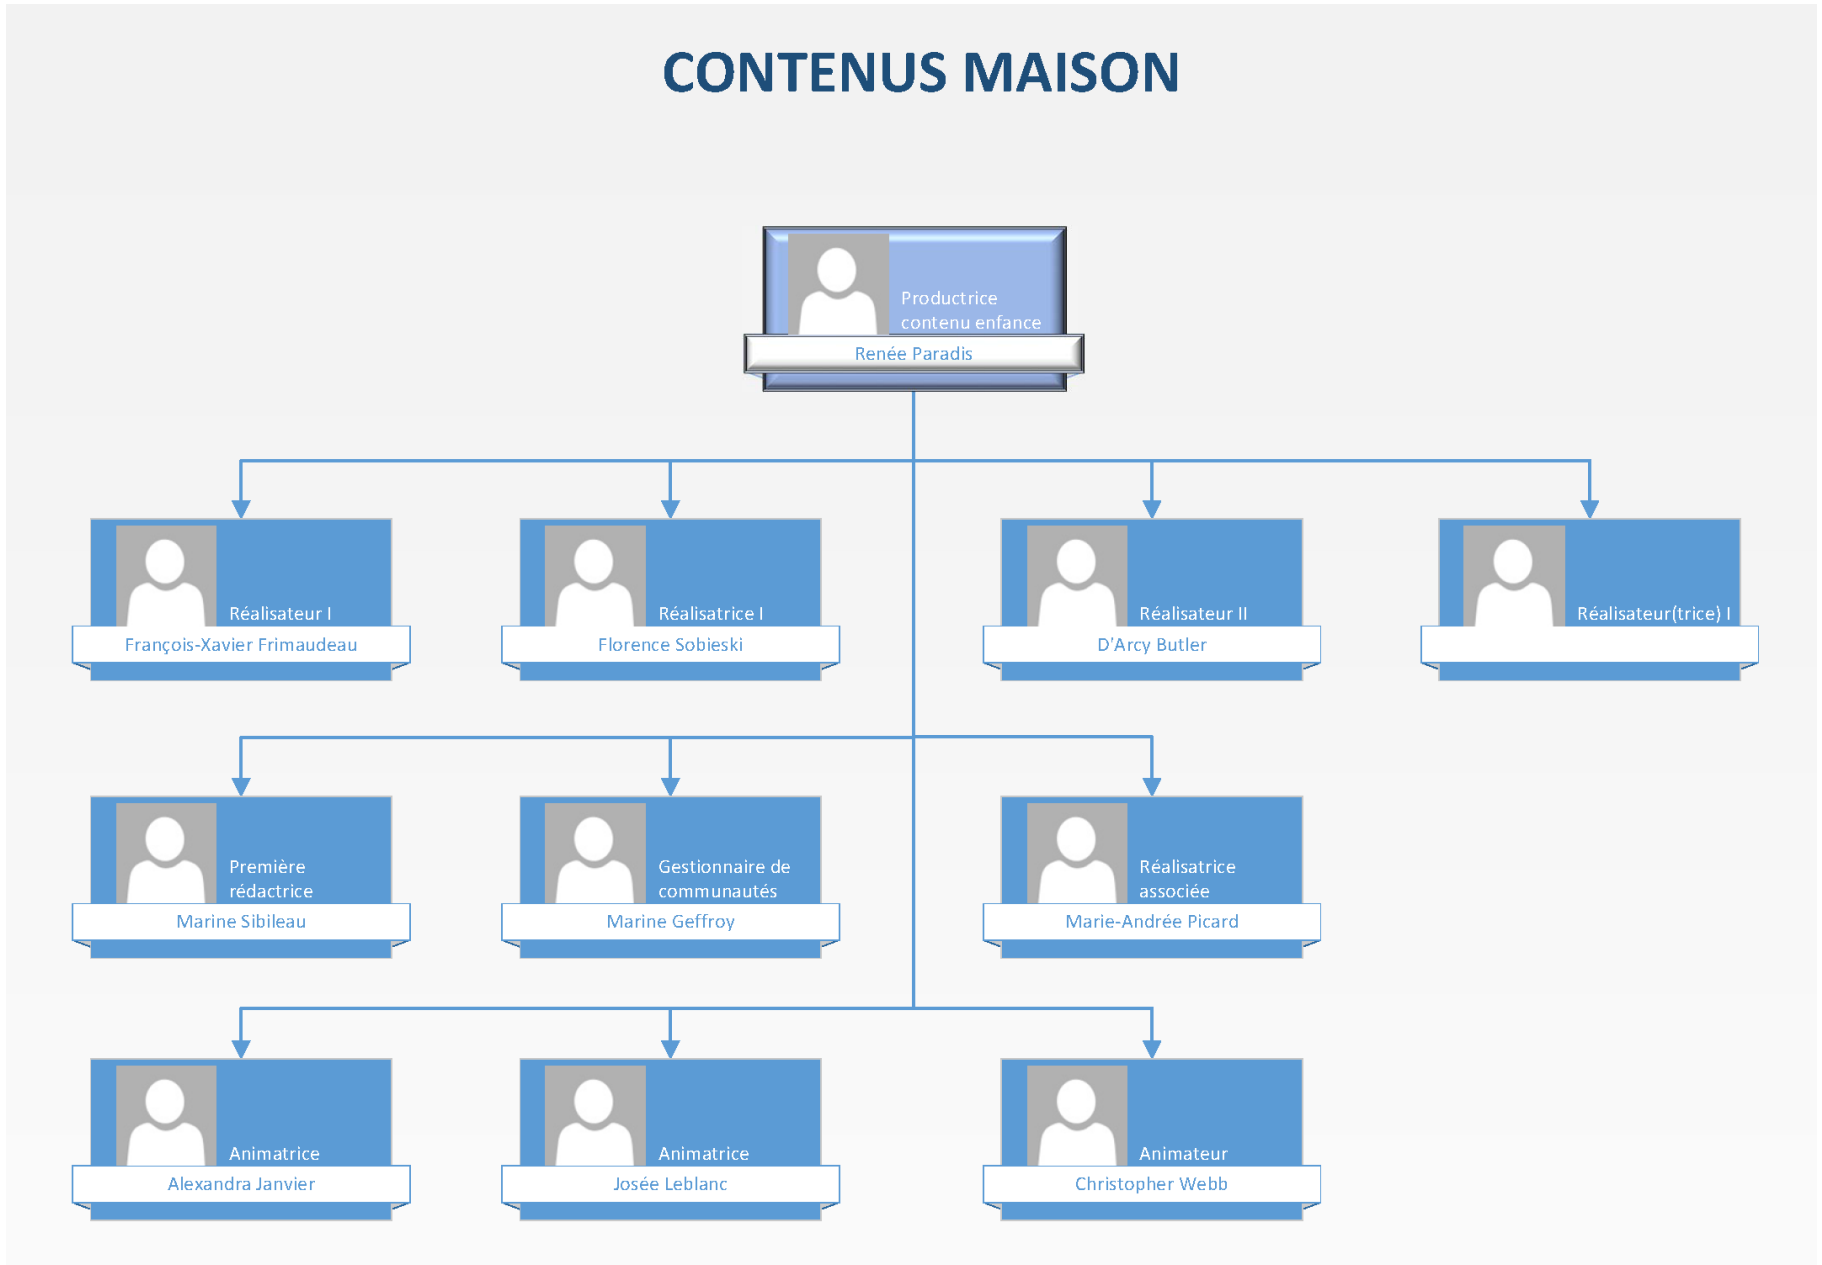 CONTENUS MAISON
Productrice
contenu enfance
Renée Paradis
Réalisateur I
François-Xavier Frimaudeau
Réalisatrice I
Florence Sobieski
Réalisateur II
D’Arcy Butler
Réalisateur(trice) I
Première
rédactrice
Marine Sibileau
Gestionnaire de
communautés
Marine Geffroy
Réalisatrice
associée
Marie-Andrée Picard
Animatrice
Alexandra Janvier
Animatrice
Josée Leblanc
Animateur
Christopher Webb